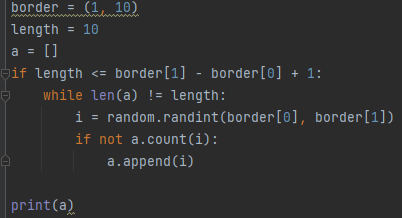 border = (1, 10)
length = 10
a = []
if length <= border[1] - border[0] + 1:
    while len(a) != length:
        i = random.randint(border[0], border[1])
        if not a.count(i):
            a.append(i)
print(a)